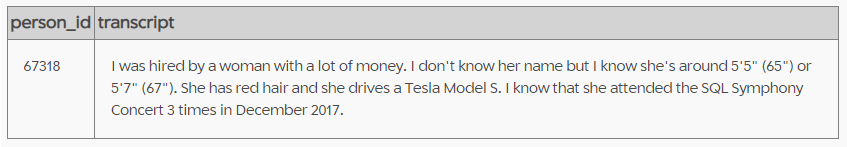 person_id transcript
67318 I was hired by a woman with a lot of money. I don't know her name but I know she's around 5'5" (65") or
5'7" (67"). She has red hair and she drives a Tesla Model S. I know that she attended the SQL Symphony
Concert 3 times in December 2017.